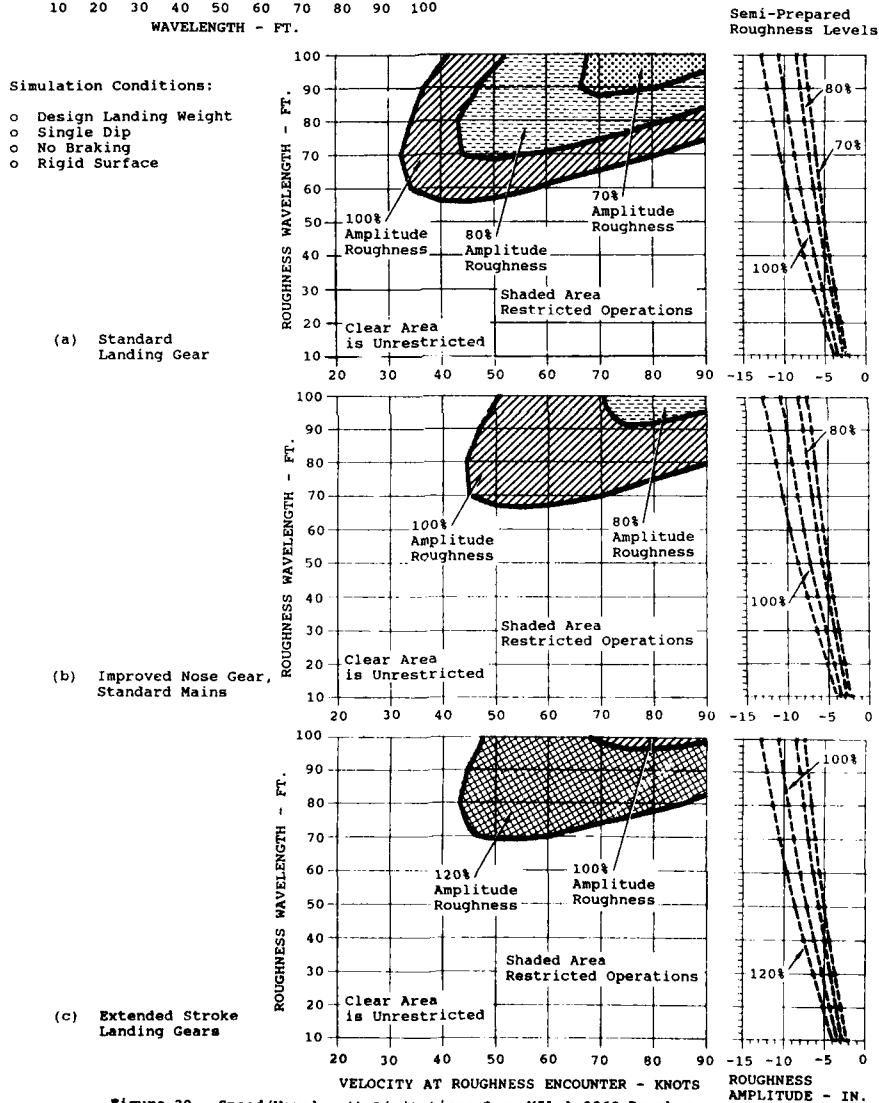 10 20 30 40 50 60 70 80 90 100
WAVELENGTH - FT.
Semi-Prepared
Roughness Levels
Simulation Conditions:
o Design Landing Weight
o Single Dip
o No Braking
o Rigid Surface
ROUGHNESS WAVELENGTH - FT.
100
90
80
70
60
50
40
30
20
10
100%
Amplitude
Roughness
80%
Amplitude
Roughness
70%
Amplitude
Roughness
Shaded Area
Restricted Operations
Clear Area
is Unrestricted
20 30 40 50 60 70 80 90
80%
70%
100%
-15 -10 -5 0
(a) Standard
Landing Gear
ROUGHNESS WAVELENGTH - FT.
100
90
80
70
60
50
40
30
20
10
100%
Amplitude
Roughness
80%
Amplitude
Roughness
Shaded Area
Restricted Operations
Clear Area
is Unrestricted
20 30 40 50 60 70 80 90
80%
100%
-15 -10 -5 0
(b) Improved Nose Gear,
Standard Mains
ROUGHNESS WAVELENGTH - FT.
100
90
80
70
60
50
40
30
20
10
120%
Amplitude
Roughness
100%
Amplitude
Roughness
Shaded Area
Restricted Operations
Clear Area
is Unrestricted
20 30 40 50 60 70 80 90
100%
120%
-15 -10 -5 0
(c) Extended Stroke
Landing Gears
VELOCITY AT ROUGHNESS ENCOUNTER - KNOTS
ROUGHNESS
AMPLITUDE - IN.